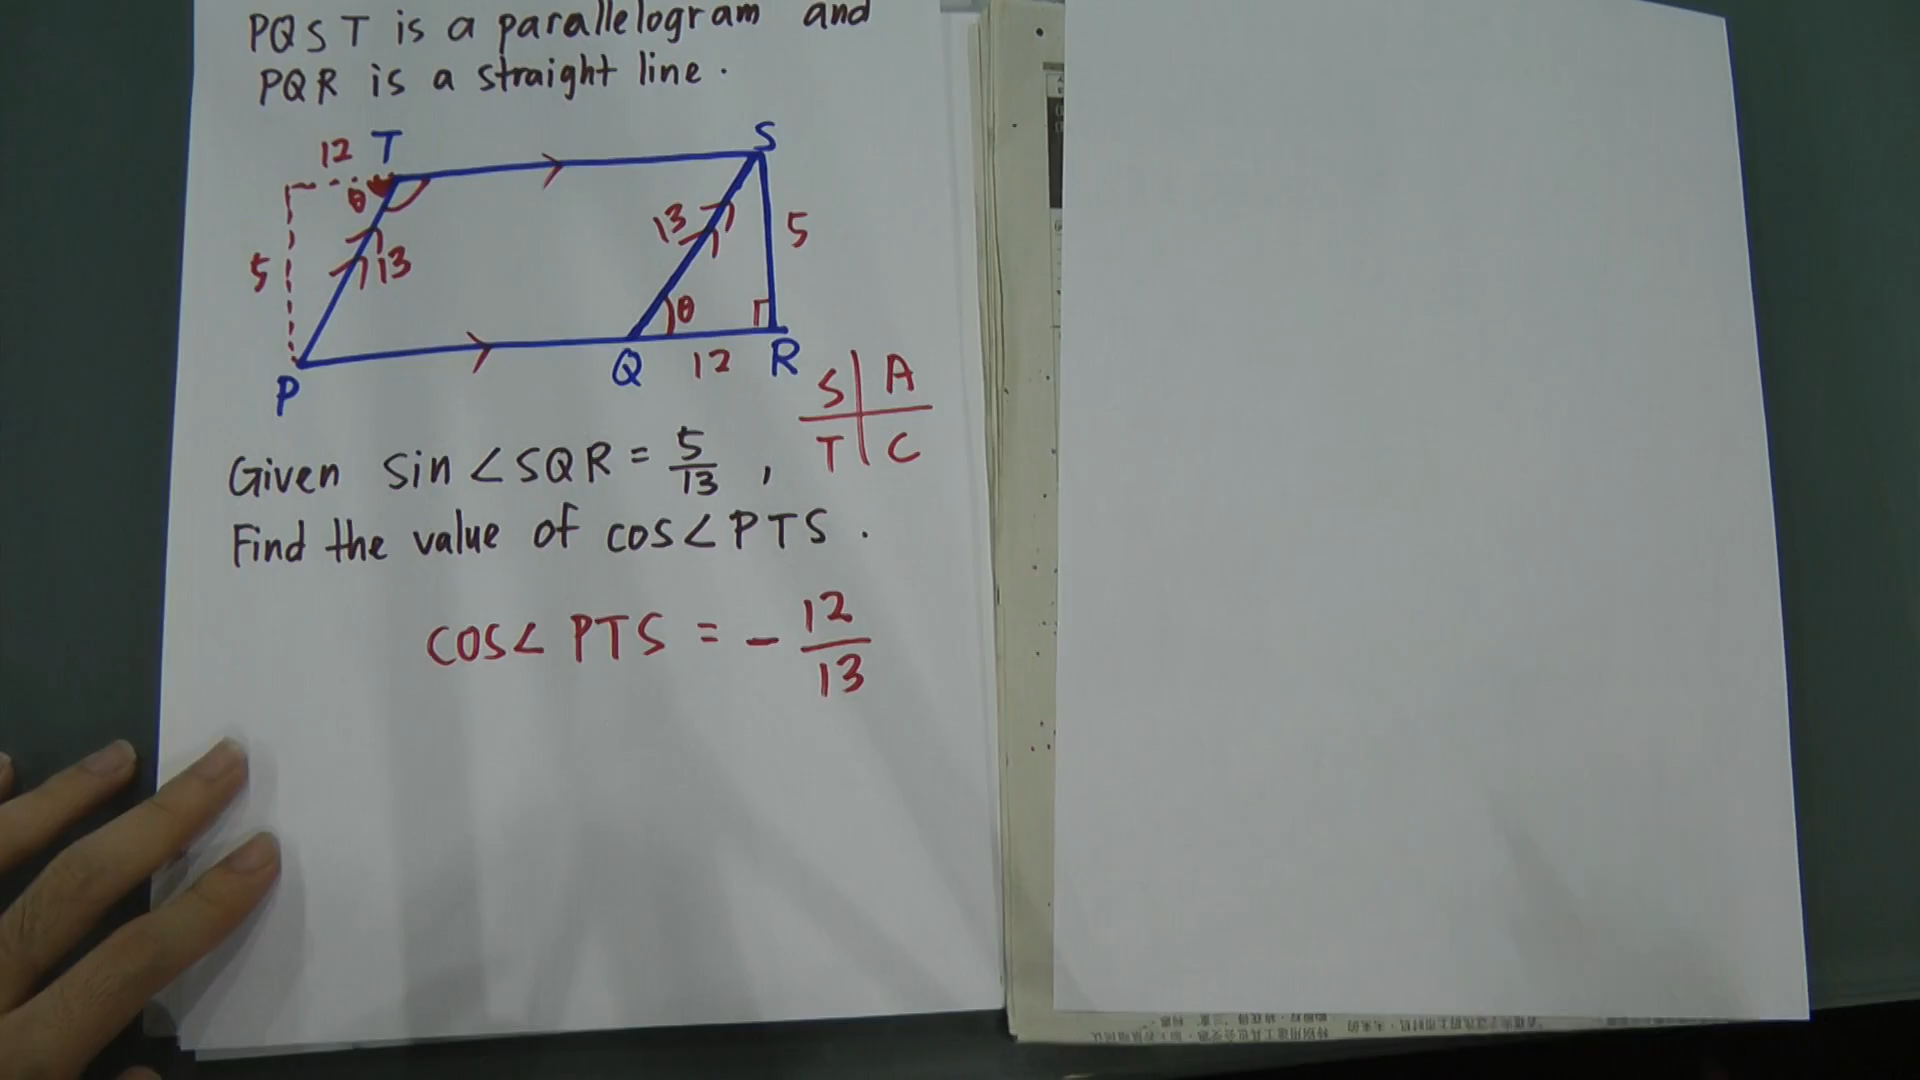 PQST is a parallelogram and
PQR is a straight line.
12 T S
θ
5 13 13 5
θ
P Q 12 R
S A
T C
Given sin∠SQR = 5/13 ,
Find the value of cos∠PTS .
cos∠ PTS = - 12/13